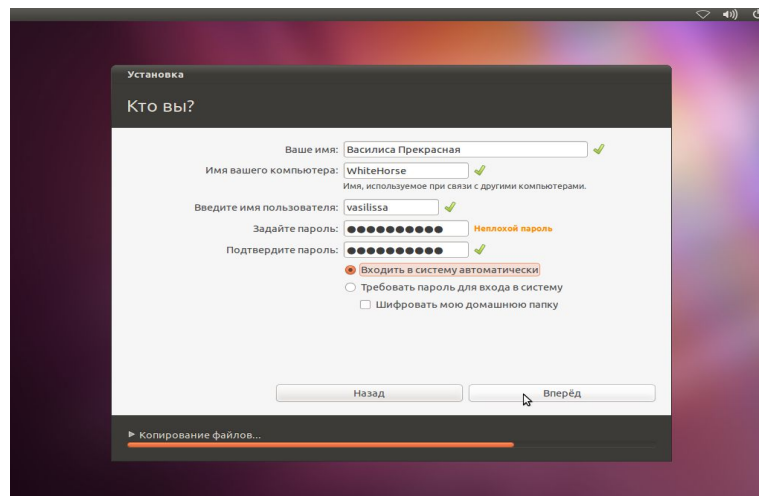 Установка
Кто вы?
Ваше имя: Василиса Прекрасная
Имя вашего компьютера: WhiteHorse
Имя, используемое при связи с другими компьютерами.
Введите имя пользователя: vasilissa
Задайте пароль: ●●●●●●●●●● Неплохой пароль
Подтвердите пароль: ●●●●●●●●●●
Входить в систему автоматически
Требовать пароль для входа в систему
Шифровать мою домашнюю папку
Назад Вперёд
Копирование файлов...